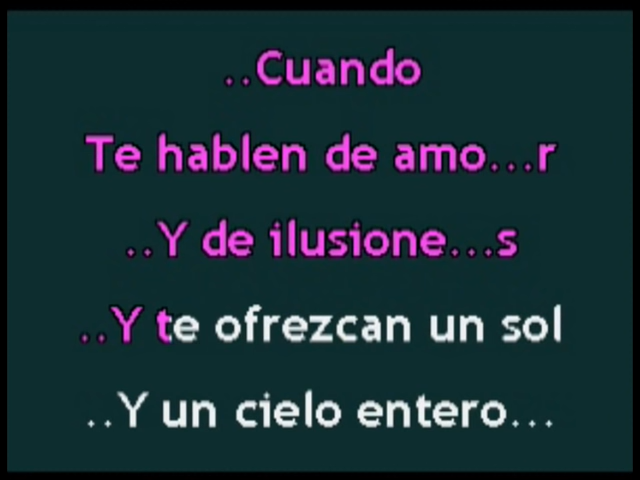 ..Cuando
Te hablen de amo...r
..Y de ilusione...s
..Y te ofrezcan un sol
..Y un cielo entero...